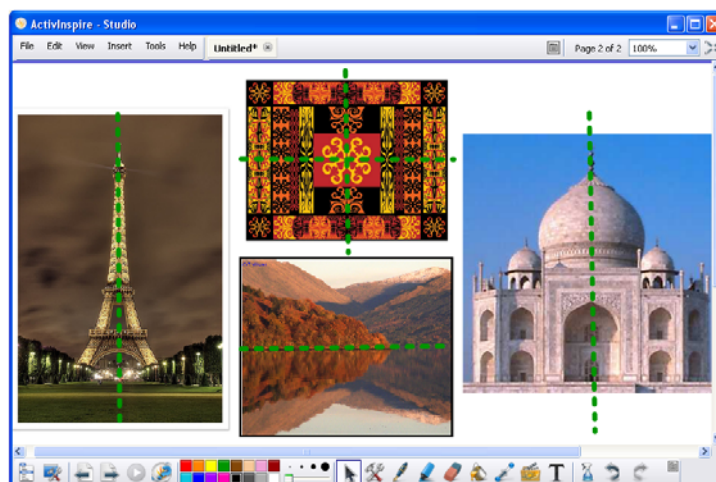 ActivInspire - Studio
File Edit View Insert Tools Help Untitled* Page 2 of 2 100%
T